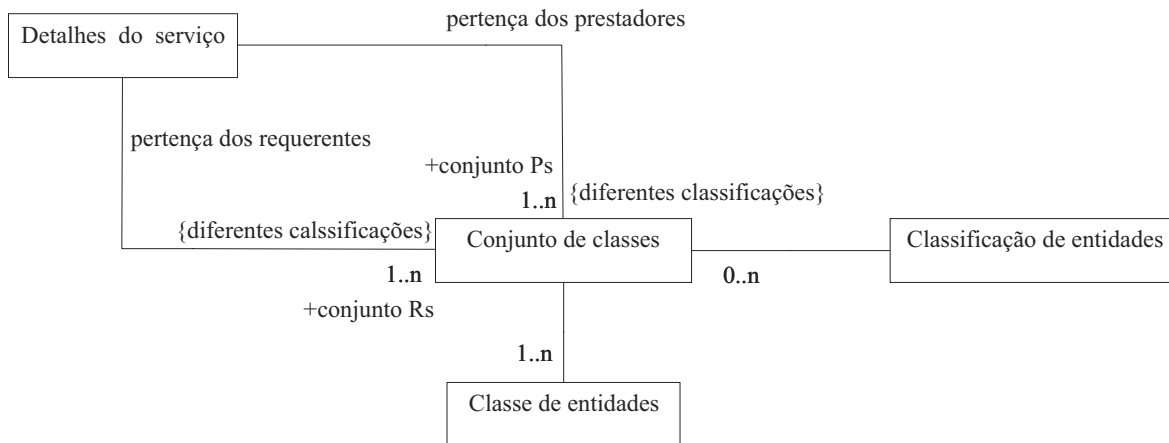 pertença dos prestadores
Detalhes do serviço
pertença dos requerentes
+conjunto Ps
1..n
{diferentes classificações}
{diferentes calssificações}
Conjunto de classes
Classificação de entidades
1..n
0..n
+conjunto Rs
1..n
Classe de entidades